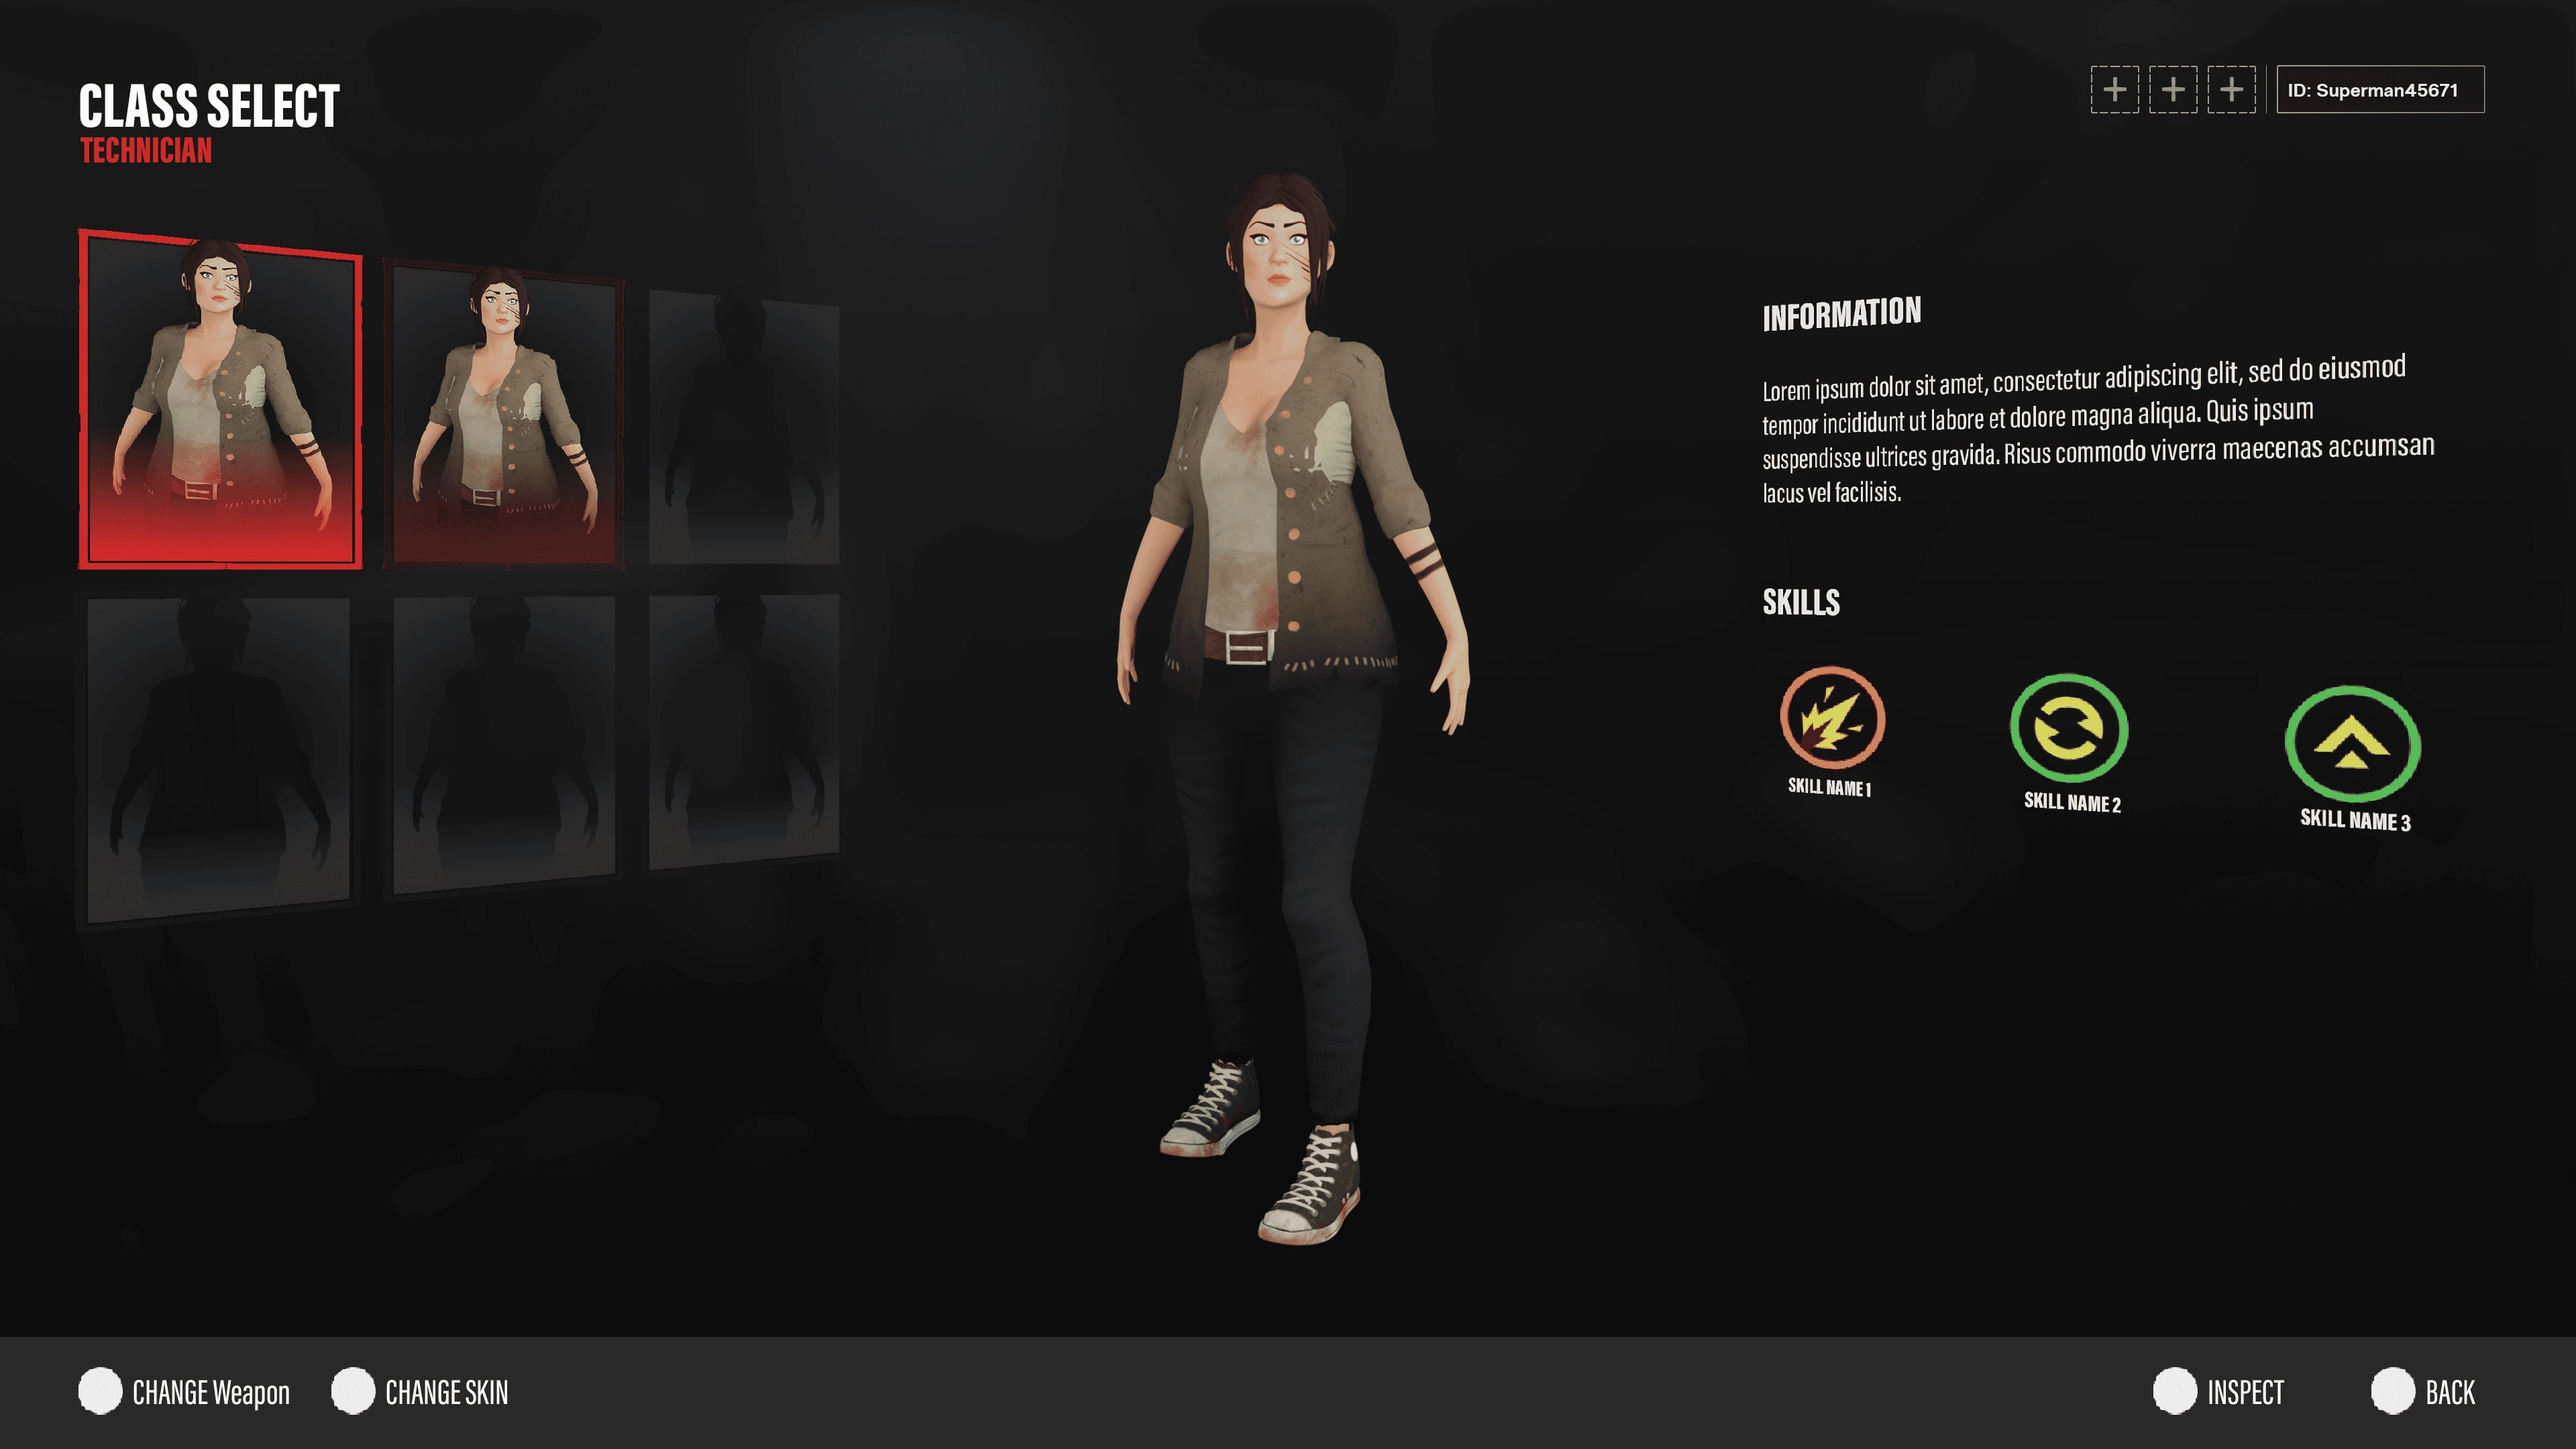 CLASS SELECT
TECHNICIAN
ID: Superman45671
INFORMATION
Lorem ipsum dolor sit amet, consectetur adipiscing elit, sed do eiusmod
tempor incididunt ut labore et dolore magna aliqua. Quis ipsum
suspendisse ultrices gravida. Risus commodo viverra maecenas accumsan
lacus vel facilisis.
SKILLS
SKILL NAME 1
SKILL NAME 2
SKILL NAME 3
CHANGE Weapon
CHANGE SKIN
INSPECT
BACK